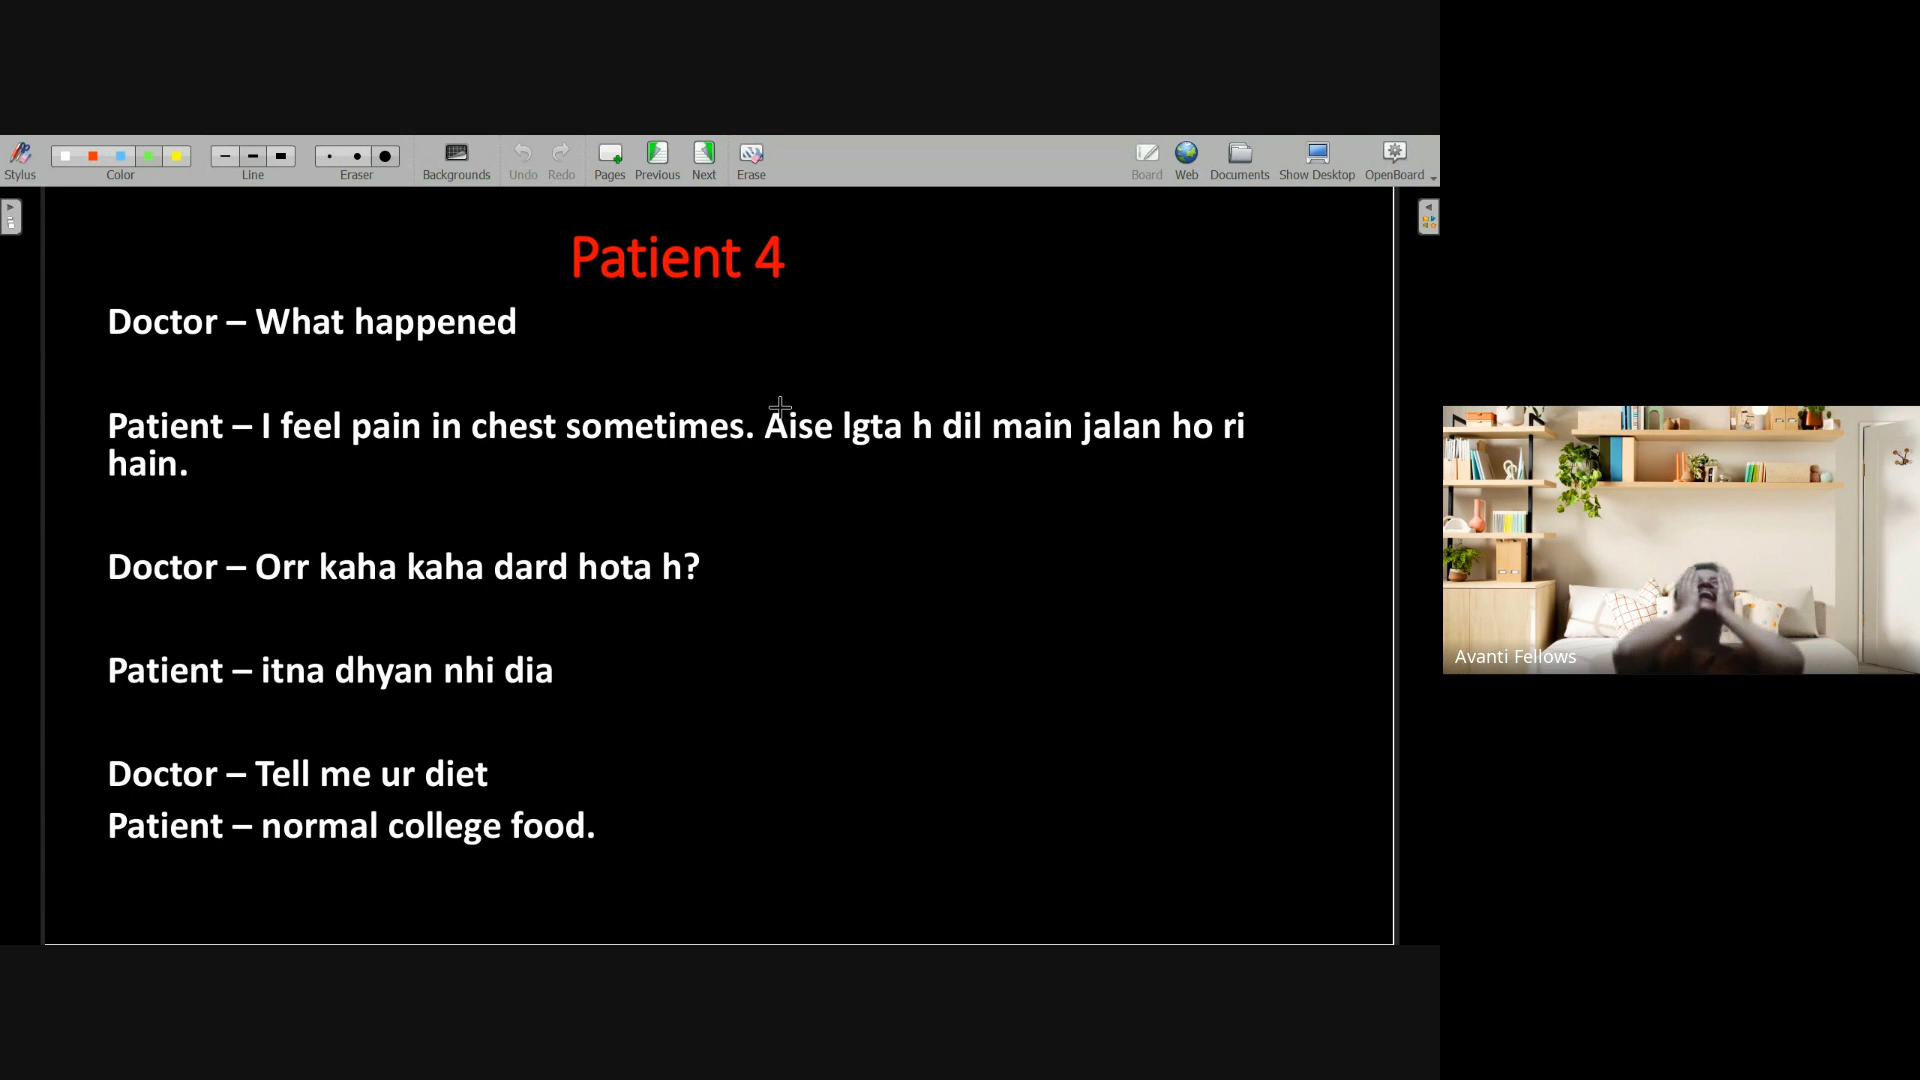 Stylus
Color
Line
Eraser
Backgrounds
Undo
Redo
Pages
Previous
Next
Erase
Board
Web
Documents
Show Desktop
OpenBoard
Patient 4
Doctor – What happened
Patient – I feel pain in chest sometimes. Aise lgta h dil main jalan ho ri
hain.
Doctor – Orr kaha kaha dard hota h?
Patient – itna dhyan nhi dia
Doctor – Tell me ur diet
Patient – normal college food.
Avanti Fellows